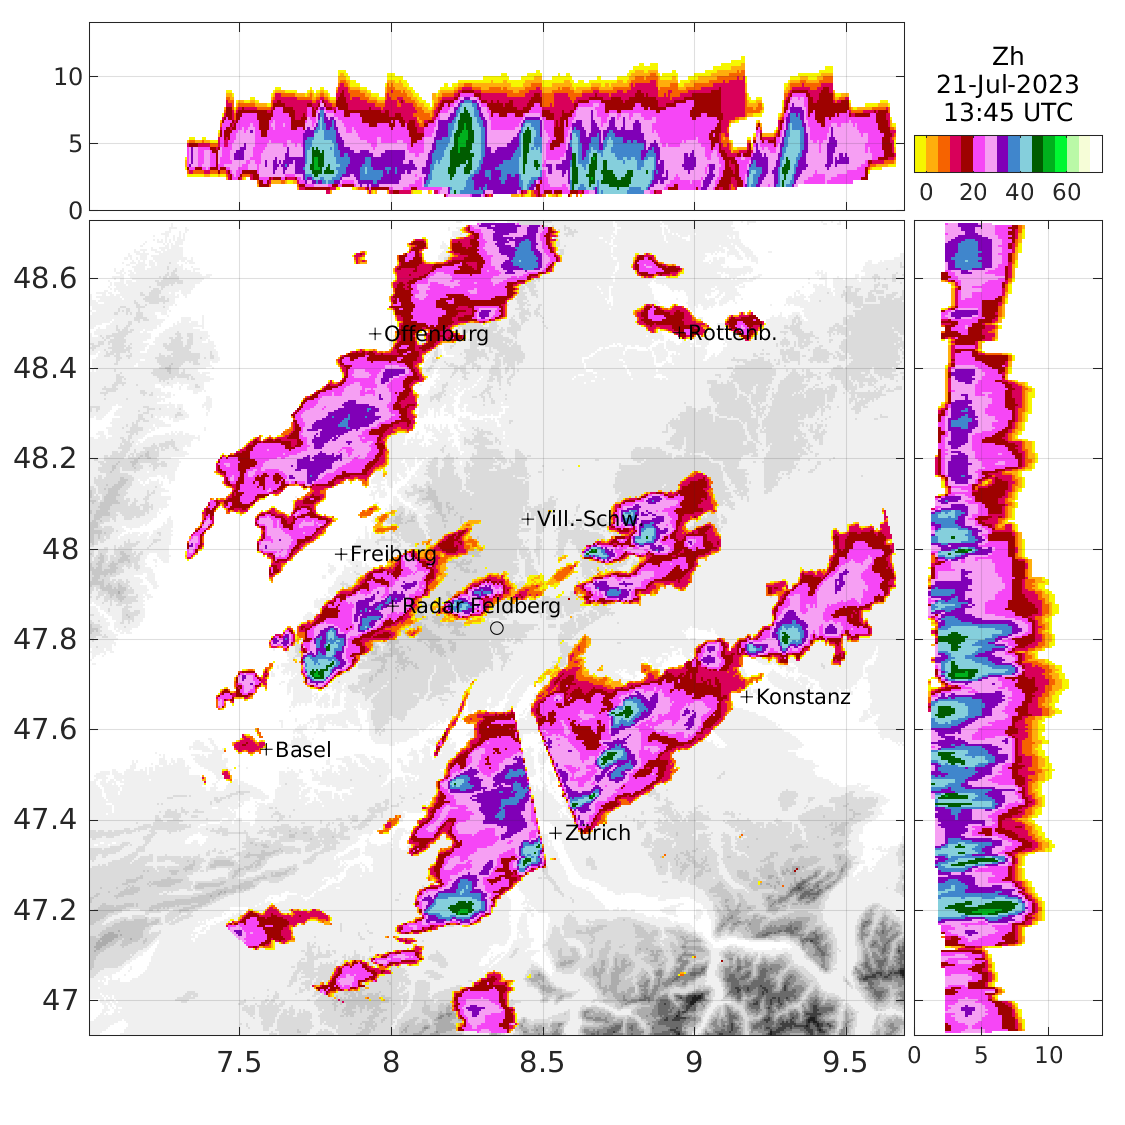 Zh
21-Jul-2023
13:45 UTC
0 20 40 60
10
5
0
48.6
48.4
48.2
48
47.8
47.6
47.4
47.2
47
+Offenburg
+Rottenb.
+Vill.-Schw.
+Freiburg
+Radar Feldberg
+Konstanz
+Basel
+Zürich
7.5 8 8.5 9 9.5
0 5 10